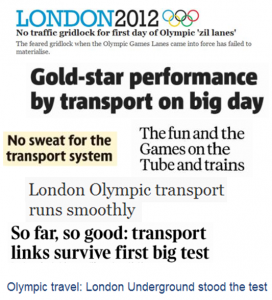 LONDON2012
No traffic gridlock for first day of Olympic 'zil lanes'
The feared gridlock when the Olympic Games Lanes came into force has failed to
materialise.
Gold-star performance
by transport on big day
No sweat for the
transport system
The fun and the
Games on the
Tube and trains
London Olympic transport
runs smoothly
So far, so good: transport
links survive first big test
Olympic travel: London Underground stood the test